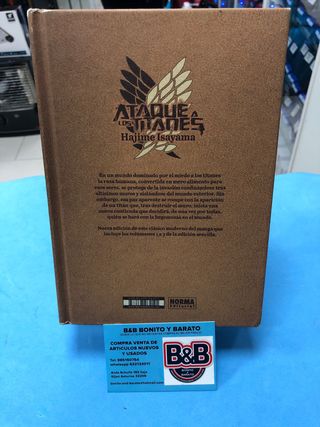 ATAQUE A
LOS TITANES
Hajime Isayama
En un mundo dominado por el miedo a los titanes
la raza humana, convertida en mero alimento para
esos seres, se protege de la invasión confinándose tras
altísimos muros y aislándose del mundo exterior. Sin
embargo, esa paz aparente se rompe con la aparición
de un titán que, tras destruir el muro, inicia una
nueva contienda que decidirá, de una vez por todas,
quién se hará con la hegemonía en el mundo.
Nueva edición de este clásico moderno del manga que
incluye los volúmenes 1 y 2 de la edición sencilla.
NORMA
Editorial
B&B BONITO Y BARATO
COMPRA VENTA DE
ARTICULOS NUEVOS
Y USADOS
B&B